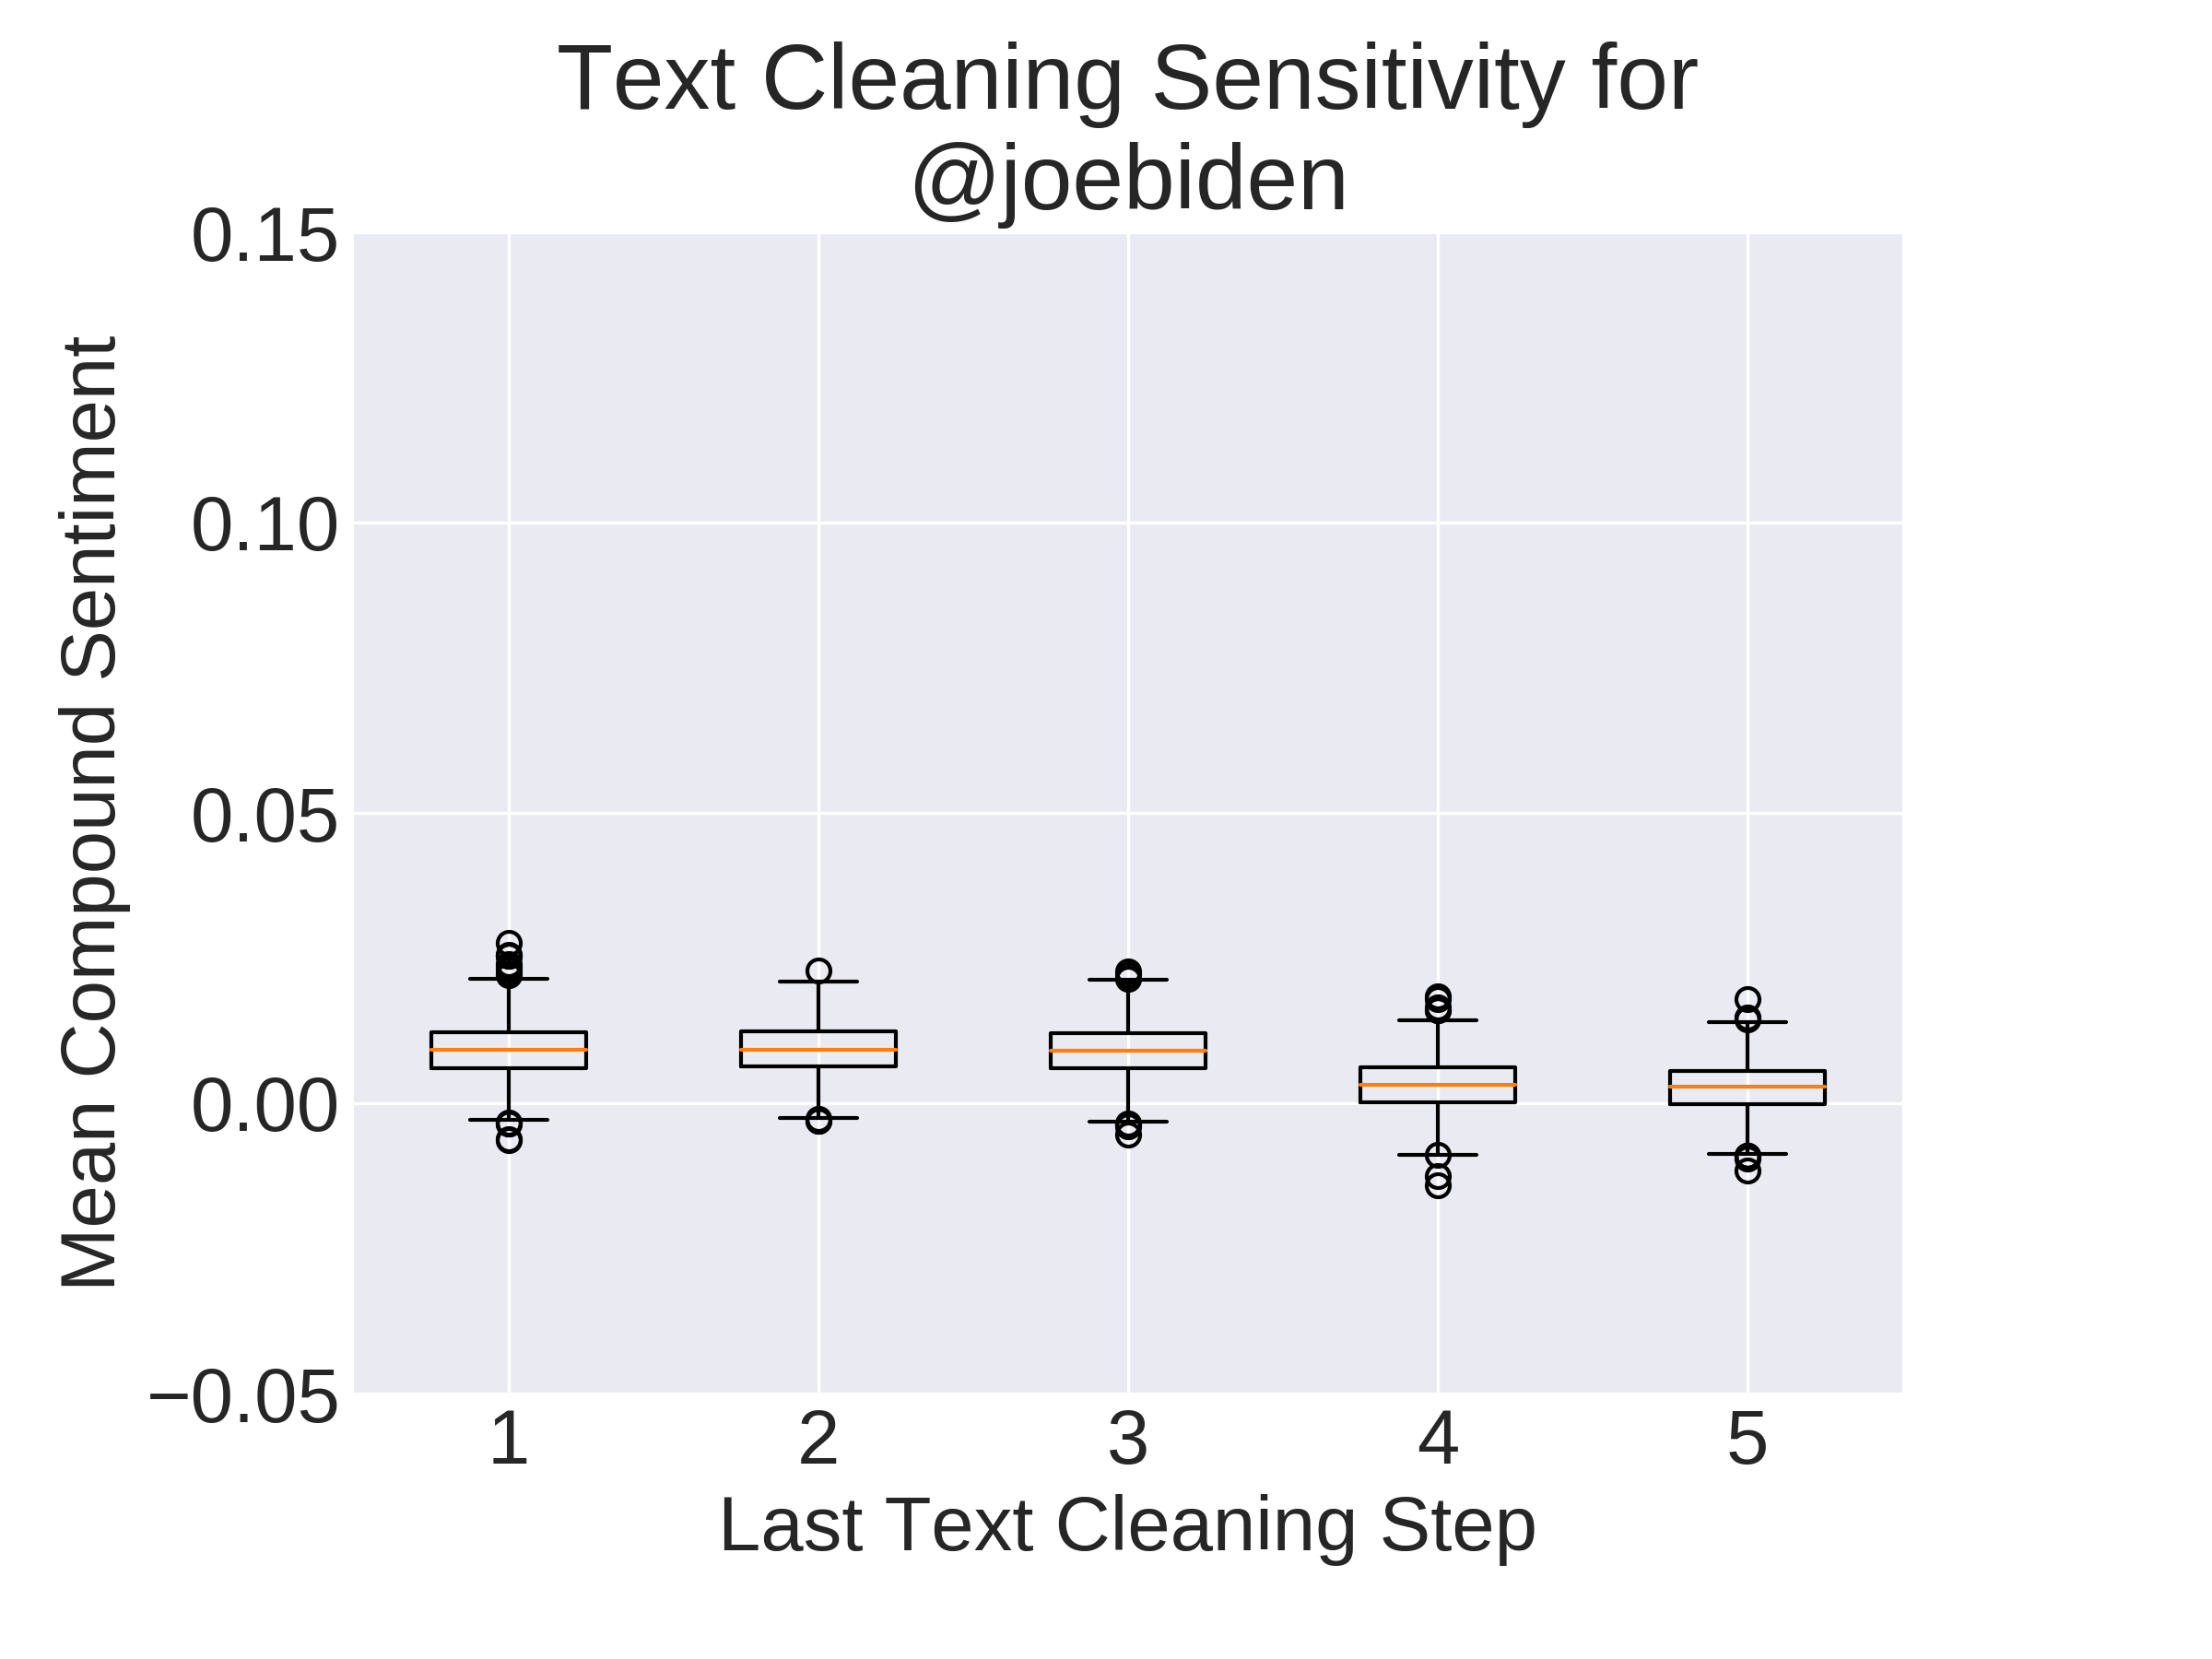 Text Cleaning Sensitivity for
@joebiden
0.15
0.10
0.05
0.00
−0.05
Mean Compound Sentiment
1 2 3 4 5
Last Text Cleaning Step